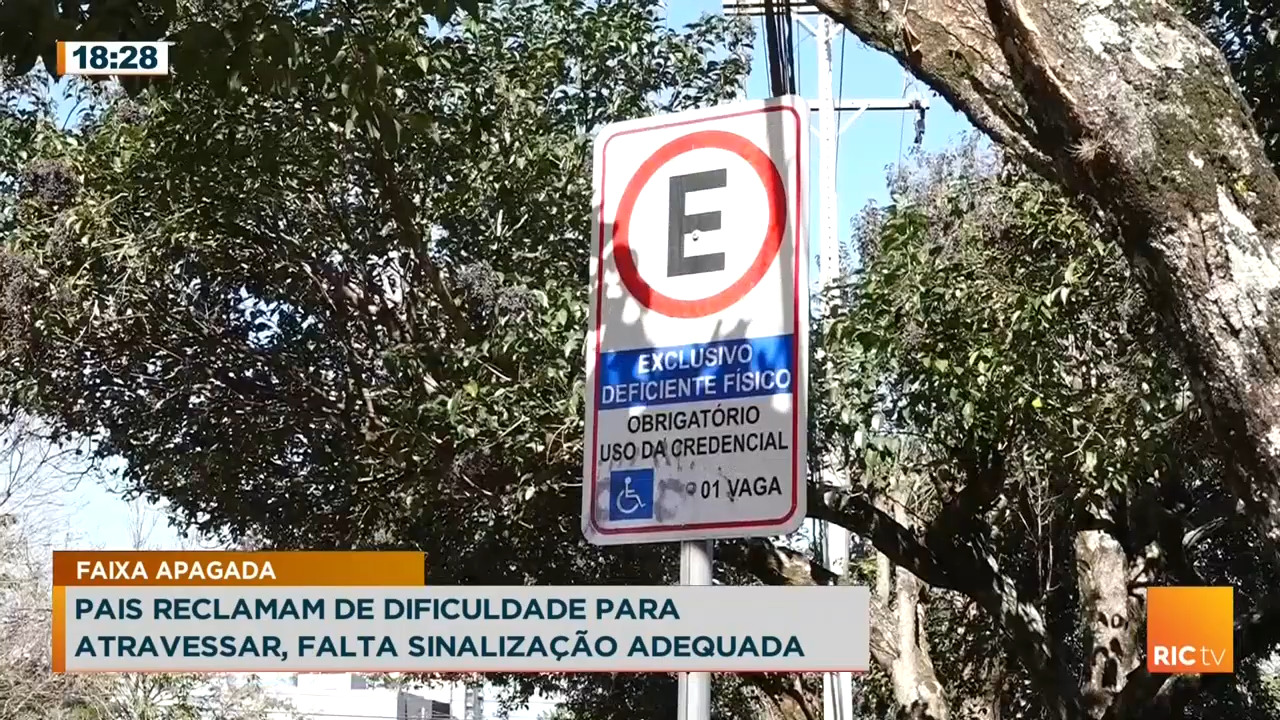 18:28
E
EXCLUSIVO
DEFICIENTE FÍSICO
OBRIGATÓRIO
USO DA CREDENCIAL
01 VAGA
FAIXA APAGADA
PAIS RECLAMAM DE DIFICULDADE PARA
ATRAVESSAR, FALTA SINALIZAÇÃO ADEQUADA
RIC tv